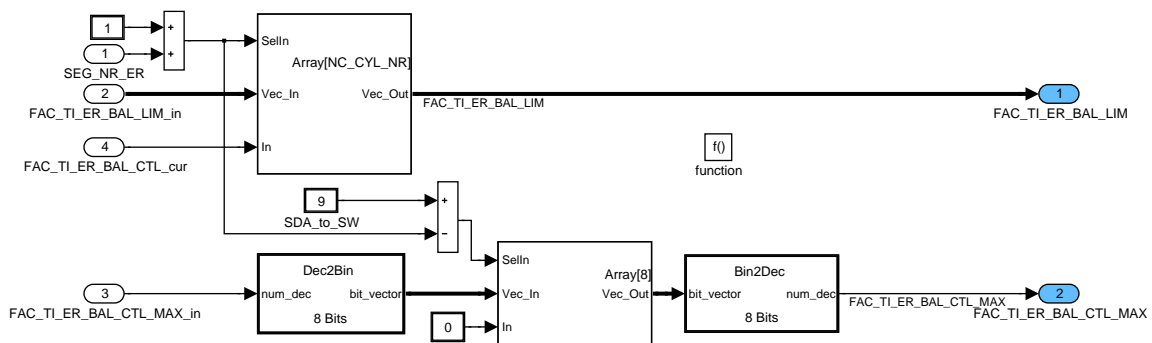 1
+
+
1
SEG_NR_ER
SelIn
Array[NC_CYL_NR]
2
Vec_In
Vec_Out
FAC_TI_ER_BAL_LIM
1
FAC_TI_ER_BAL_LIM_in
FAC_TI_ER_BAL_LIM
4
In
FAC_TI_ER_BAL_CTL_cur
f()
function
9
SDA_to_SW
+
−
SelIn
Array[8]
Vec_In
Vec_Out
In
0
3
FAC_TI_ER_BAL_CTL_MAX_in
Dec2Bin
num_dec
bit_vector
8 Bits
Bin2Dec
bit_vector
num_dec
8 Bits
FAC_TI_ER_BAL_CTL_MAX
2
FAC_TI_ER_BAL_CTL_MAX